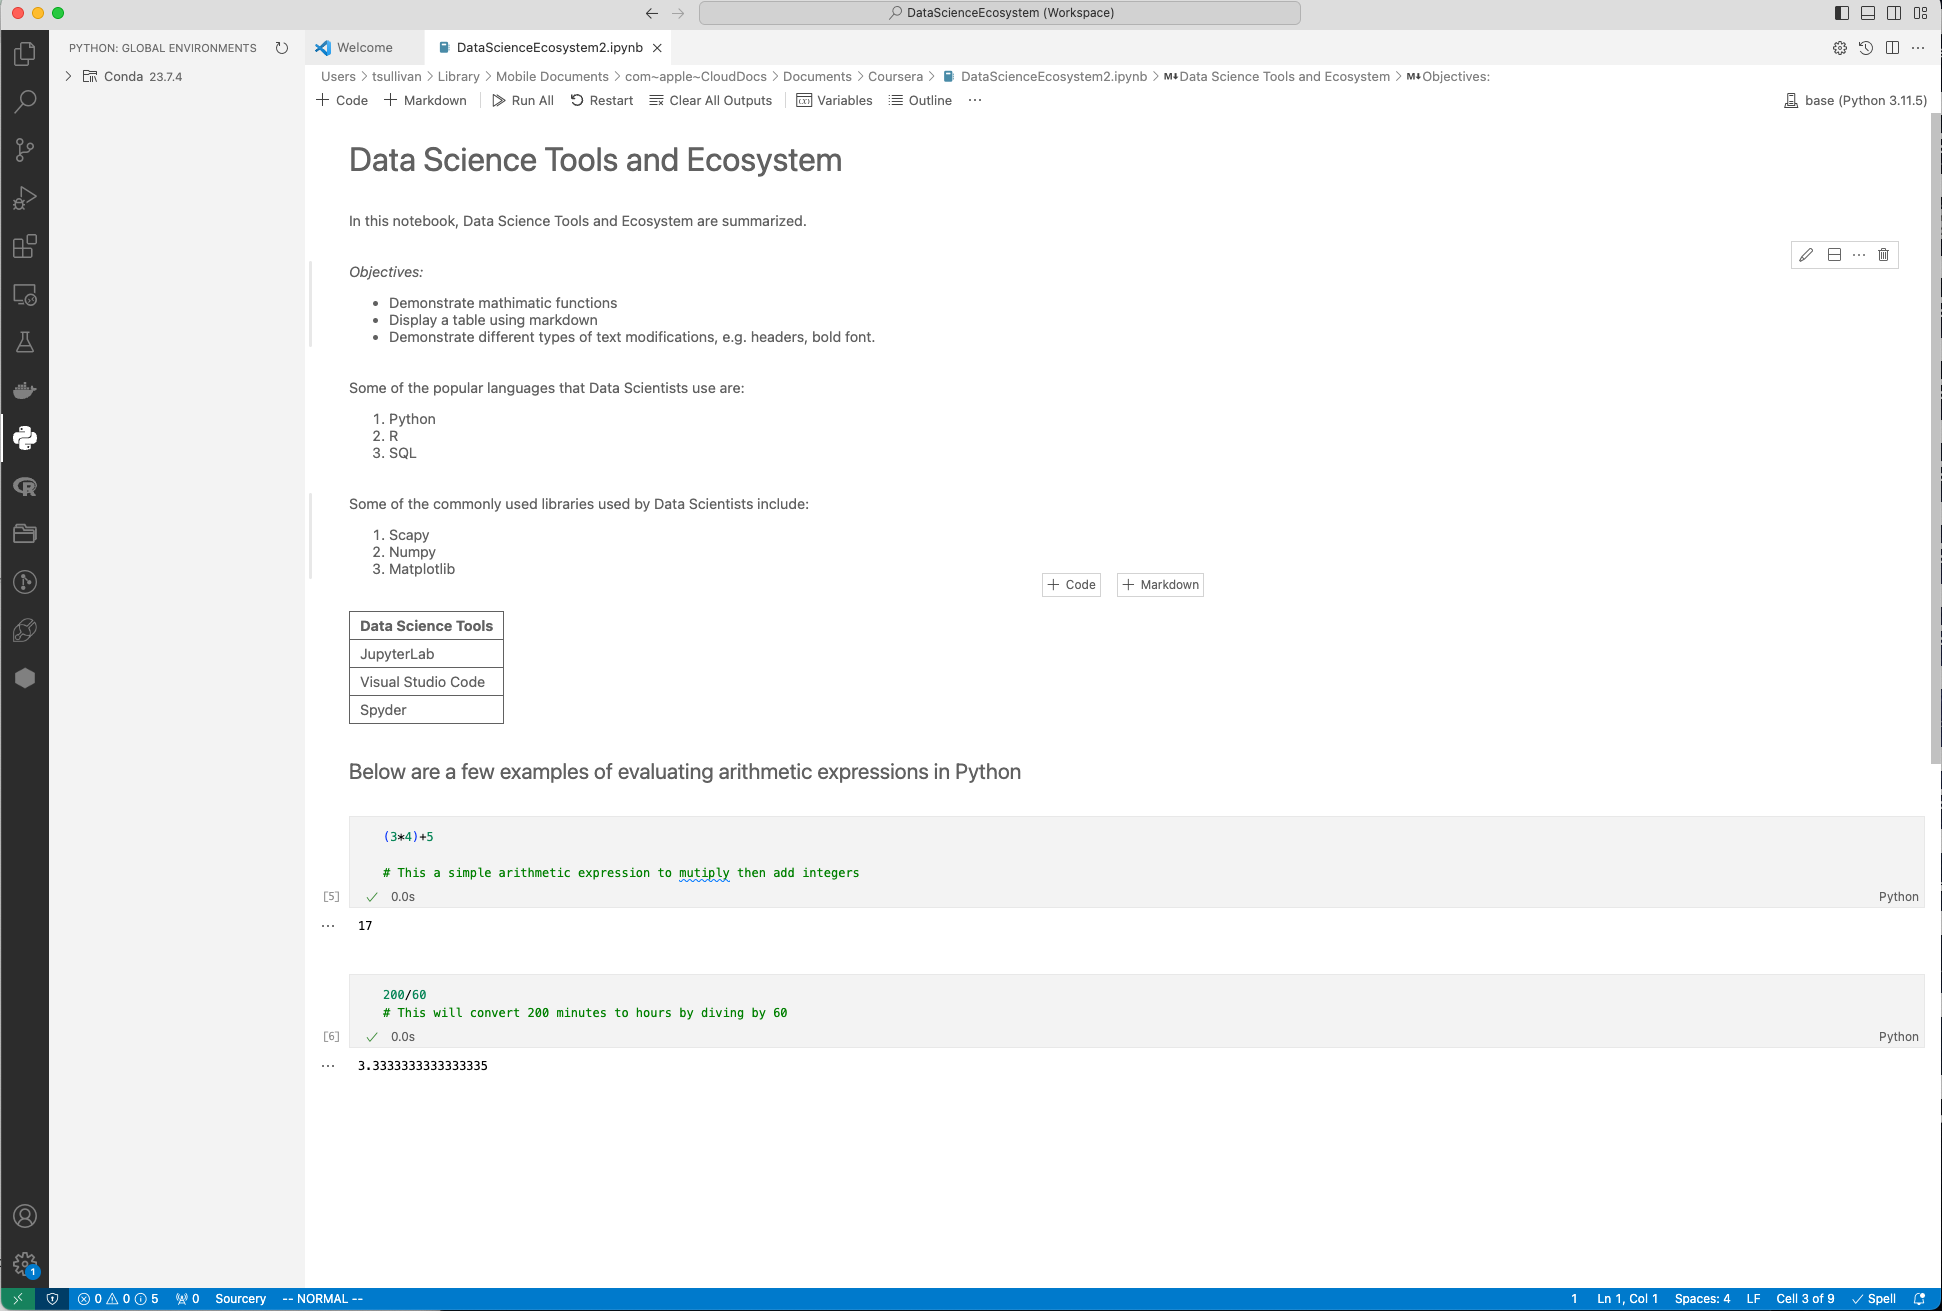 DataScienceEcosystem (Workspace)
PYTHON: GLOBAL ENVIRONMENTS
Conda 23.7.4
Welcome
DataScienceEcosystem2.ipynb
Users > tsullivan > Library > Mobile Documents > com~apple~CloudDocs > Documents > Coursera > DataScienceEcosystem2.ipynb > M↓Data Science Tools and Ecosystem > M↓Objectives:
+ Code + Markdown Run All Restart Clear All Outputs Variables Outline ···
base (Python 3.11.5)
Data Science Tools and Ecosystem
In this notebook, Data Science Tools and Ecosystem are summarized.
Objectives:
• Demonstrate mathimatic functions
• Display a table using markdown
• Demonstrate different types of text modifications, e.g. headers, bold font.
Some of the popular languages that Data Scientists use are:
1. Python
2. R
3. SQL
Some of the commonly used libraries used by Data Scientists include:
1. Scapy
2. Numpy
3. Matplotlib
+ Code + Markdown
Data Science Tools
JupyterLab
Visual Studio Code
Spyder
Below are a few examples of evaluating arithmetic expressions in Python
(3*4)+5
# This a simple arithmetic expression to mutiply then add integers
[5] ✓ 0.0s Python
··· 17
200/60
# This will convert 200 minutes to hours by diving by 60
[6] ✓ 0.0s Python
··· 3.3333333333333335
1
0 0 5 0 Sourcery -- NORMAL -- 1 Ln 1, Col 1 Spaces: 4 LF Cell 3 of 9 ✓ Spell